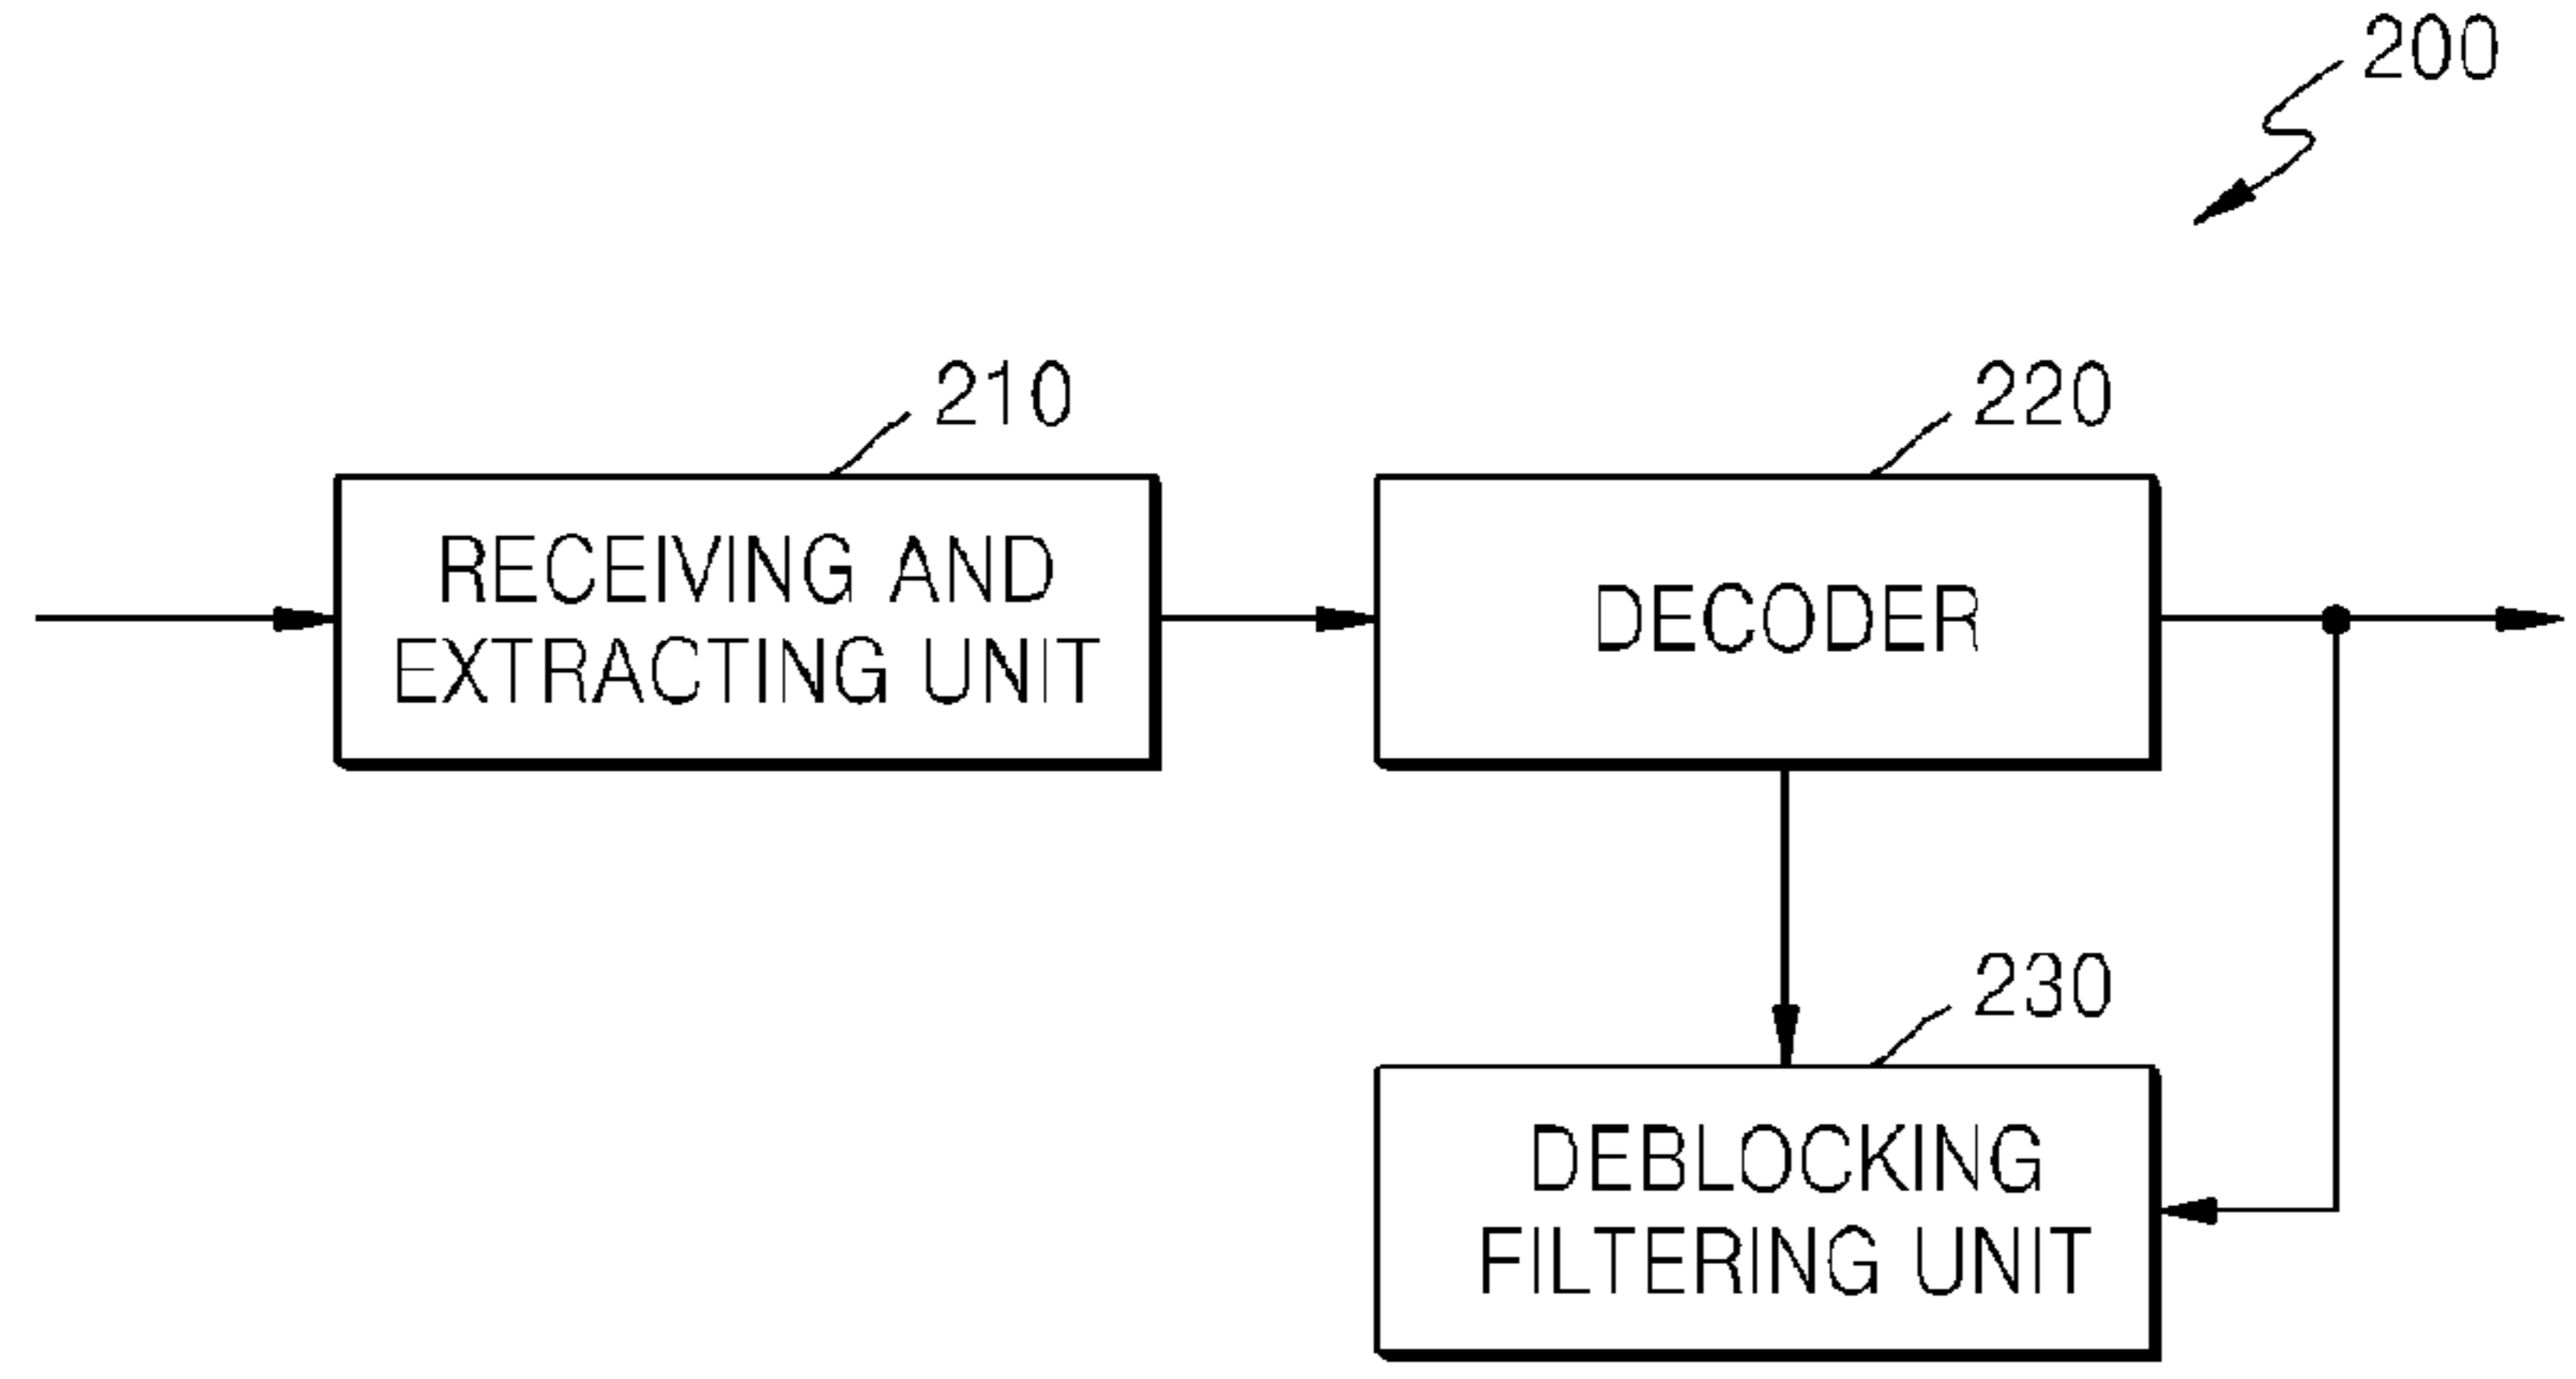 200
210
220
RECEIVING AND
EXTRACTING UNIT
DECODER
230
DEBLOCKING
FILTERING UNIT